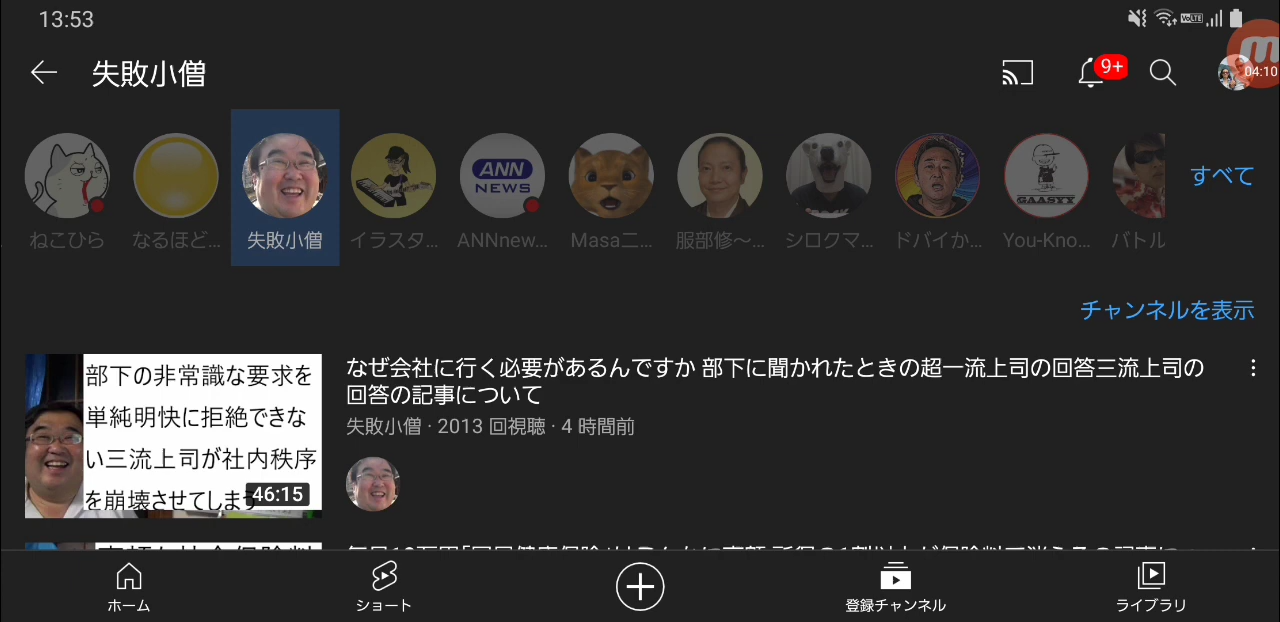 13:53
VoLTE
失敗小僧
9+
04:10
ANN
NEWS
GAASYY
すべて
ねこひら
なるほど...
失敗小僧
イラスタ...
ANNnew...
Masa二...
服部修〜...
シロクマ...
ドバイか...
You-Kno...
バトル
チャンネルを表示
部下の非常識な要求を
単純明快に拒絶できな
い三流上司が社内秩序
を崩壊させてしまう
46:15
なぜ会社に行く必要があるんですか 部下に聞かれたときの超一流上司の回答三流上司の
回答の記事について
失敗小僧 · 2013 回視聴 · 4 時間前
ホーム
ショート
登録チャンネル
ライブラリ